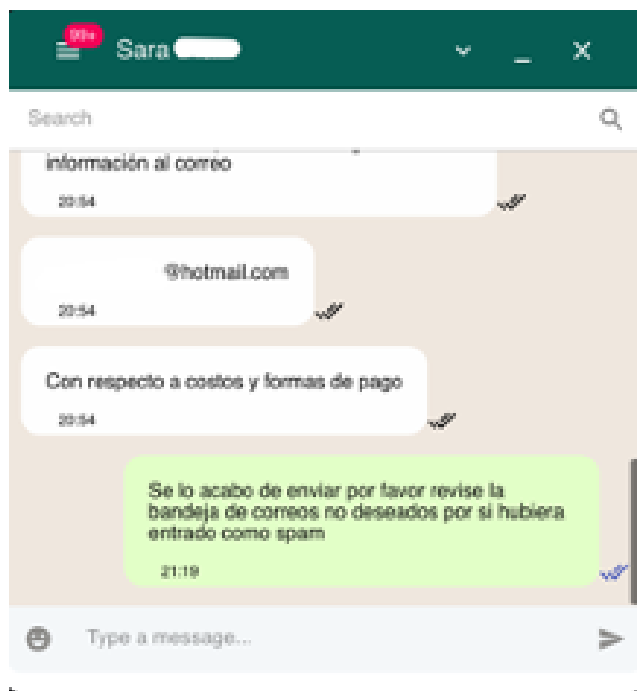 99+
Sara
Search
información al correo
20:54
@hotmail.com
20:54
Con respecto a costos y formas de pago
20:54
Se lo acabo de enviar por favor revise la
bandeja de correos no deseados por si hubiera
entrado como spam
21:19
Type a message...